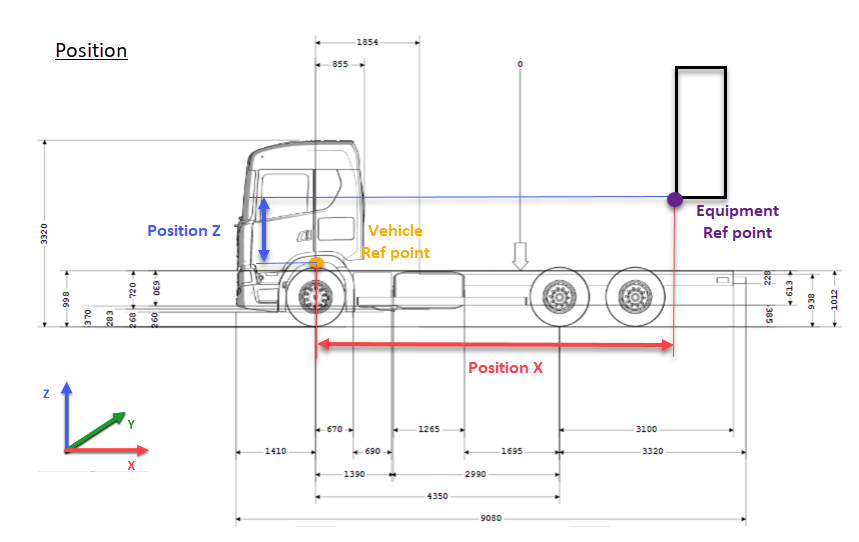 Position
1854
855
0
3320
Position Z
Vehicle
Ref point
Equipment
Ref point
998
720
690
370
283
268
260
228
613
938
1012
385
Position X
Z
Y
X
670
1265
3100
1410
690
1695
3320
1390
2990
4350
9080